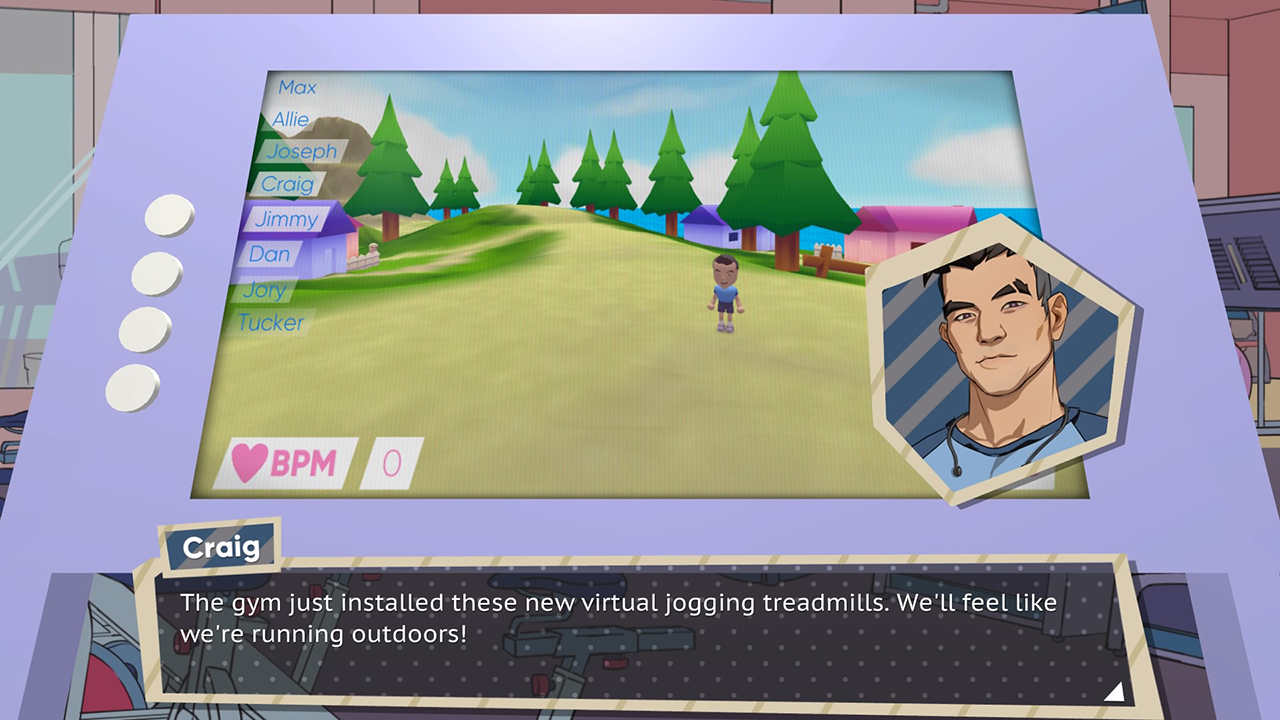 Max
Allie
Joseph
Craig
Jimmy
Dan
Jory
Tucker
BPM
0
Craig
The gym just installed these new virtual jogging treadmills. We'll feel like
we're running outdoors!